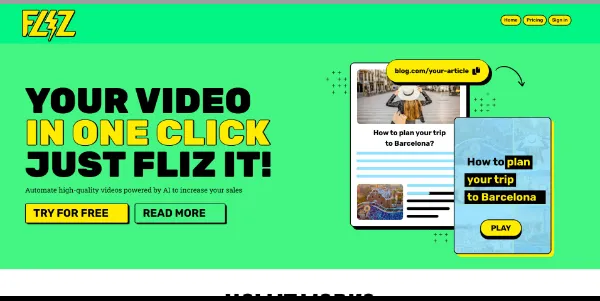 FLIZ
Home
Pricing
Sign in
YOUR VIDEO
IN ONE CLICK
JUST FLIZ IT!
Automate high-quality videos powered by AI to increase your sales
TRY FOR FREE
READ MORE
blog.com/your-article
How to plan your trip
to Barcelona?
How to plan
your trip
to Barcelona
PLAY